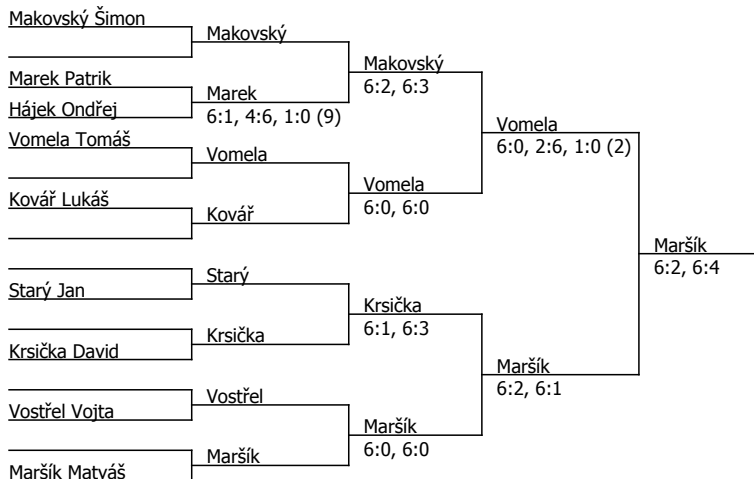 Makovský Šimon
Marek Patrik
Hájek Ondřej
Vomela Tomáš
Kovář Lukáš
Starý Jan
Krsička David
Vostřel Vojta
Maršík Matyáš
Makovský
Marek
6:1, 4:6, 1:0 (9)
Vomela
Kovář
Starý
Krsička
Vostřel
Maršík
Makovský
6:2, 6:3
Vomela
6:0, 6:0
Krsička
6:1, 6:3
Maršík
6:0, 6:0
Vomela
6:0, 2:6, 1:0 (2)
Maršík
6:2, 6:1
Maršík
6:2, 6:4